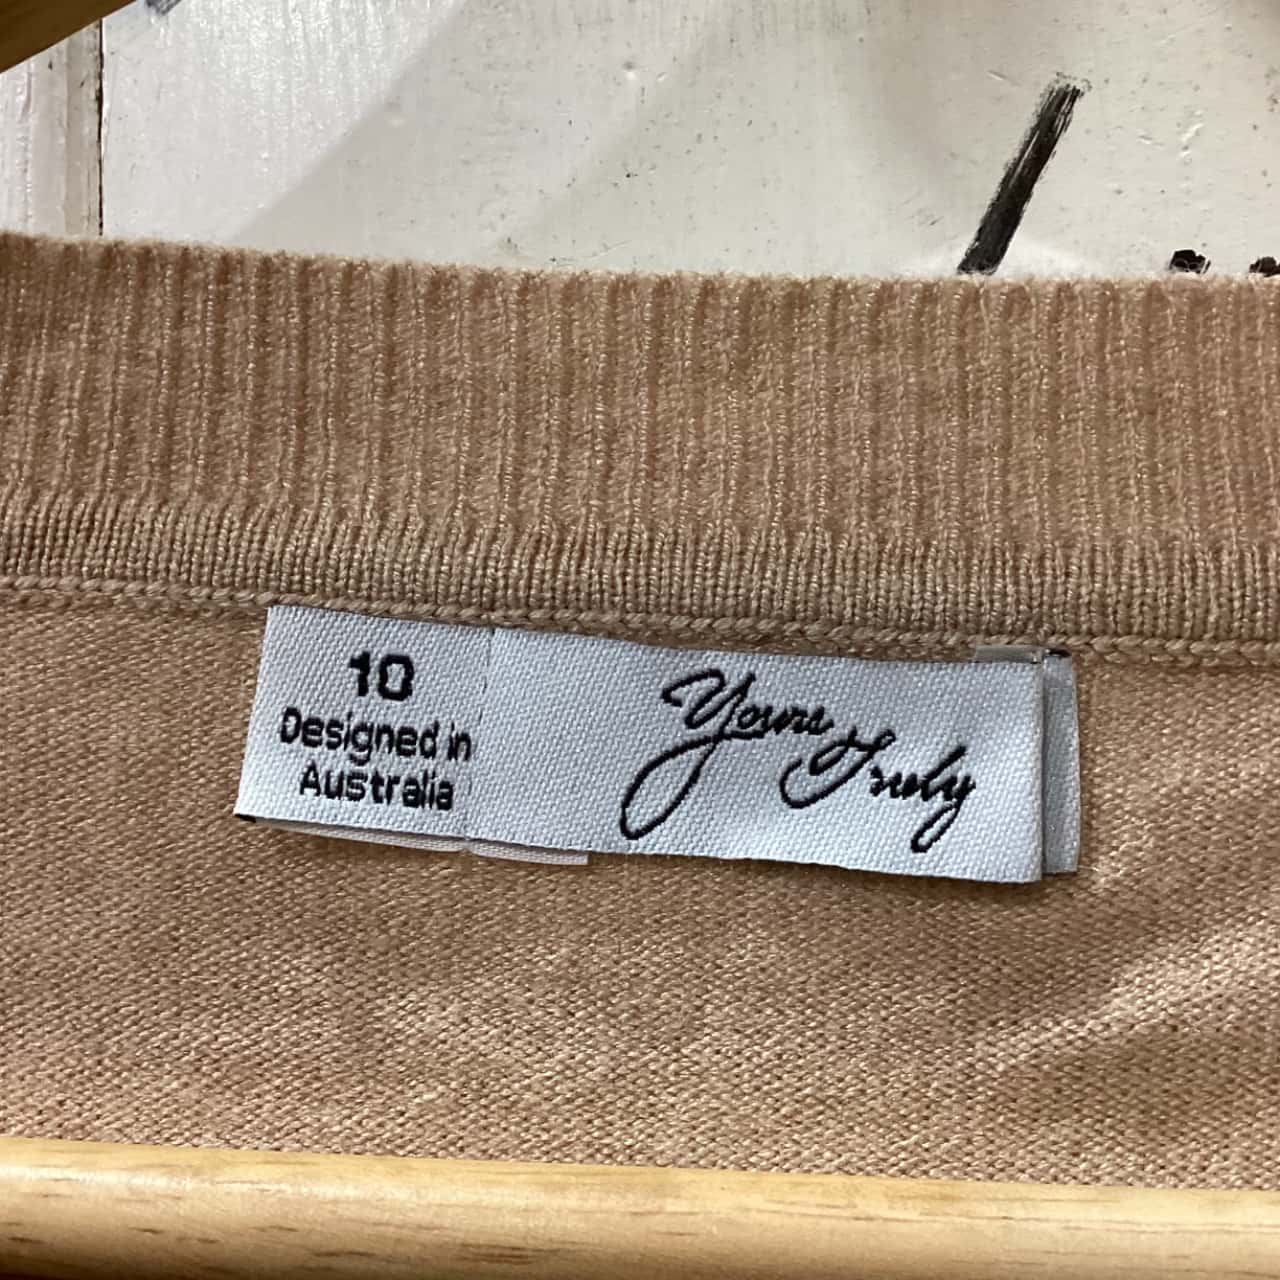 10
Designed in
Australia
Yours Truly